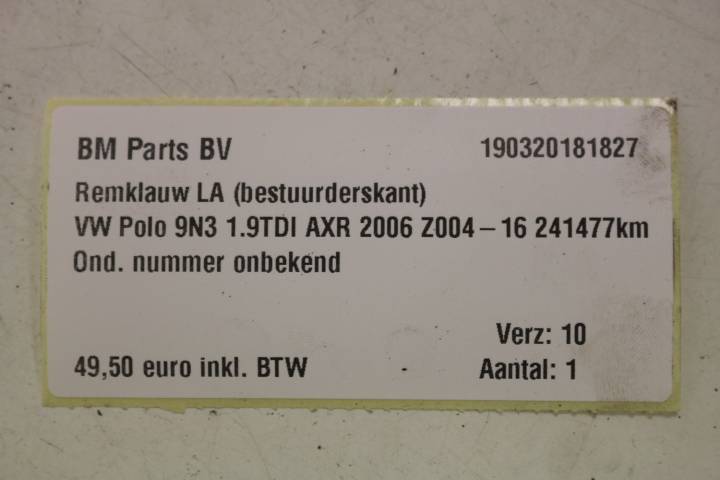 BM Parts BV 190320181827
Remklauw LA (bestuurderskant)
VW Polo 9N3 1.9TDI AXR 2006 Z004-16 241477km
Ond. nummer onbekend
Verz: 10
49,50 euro inkl. BTW - Aantal: 1